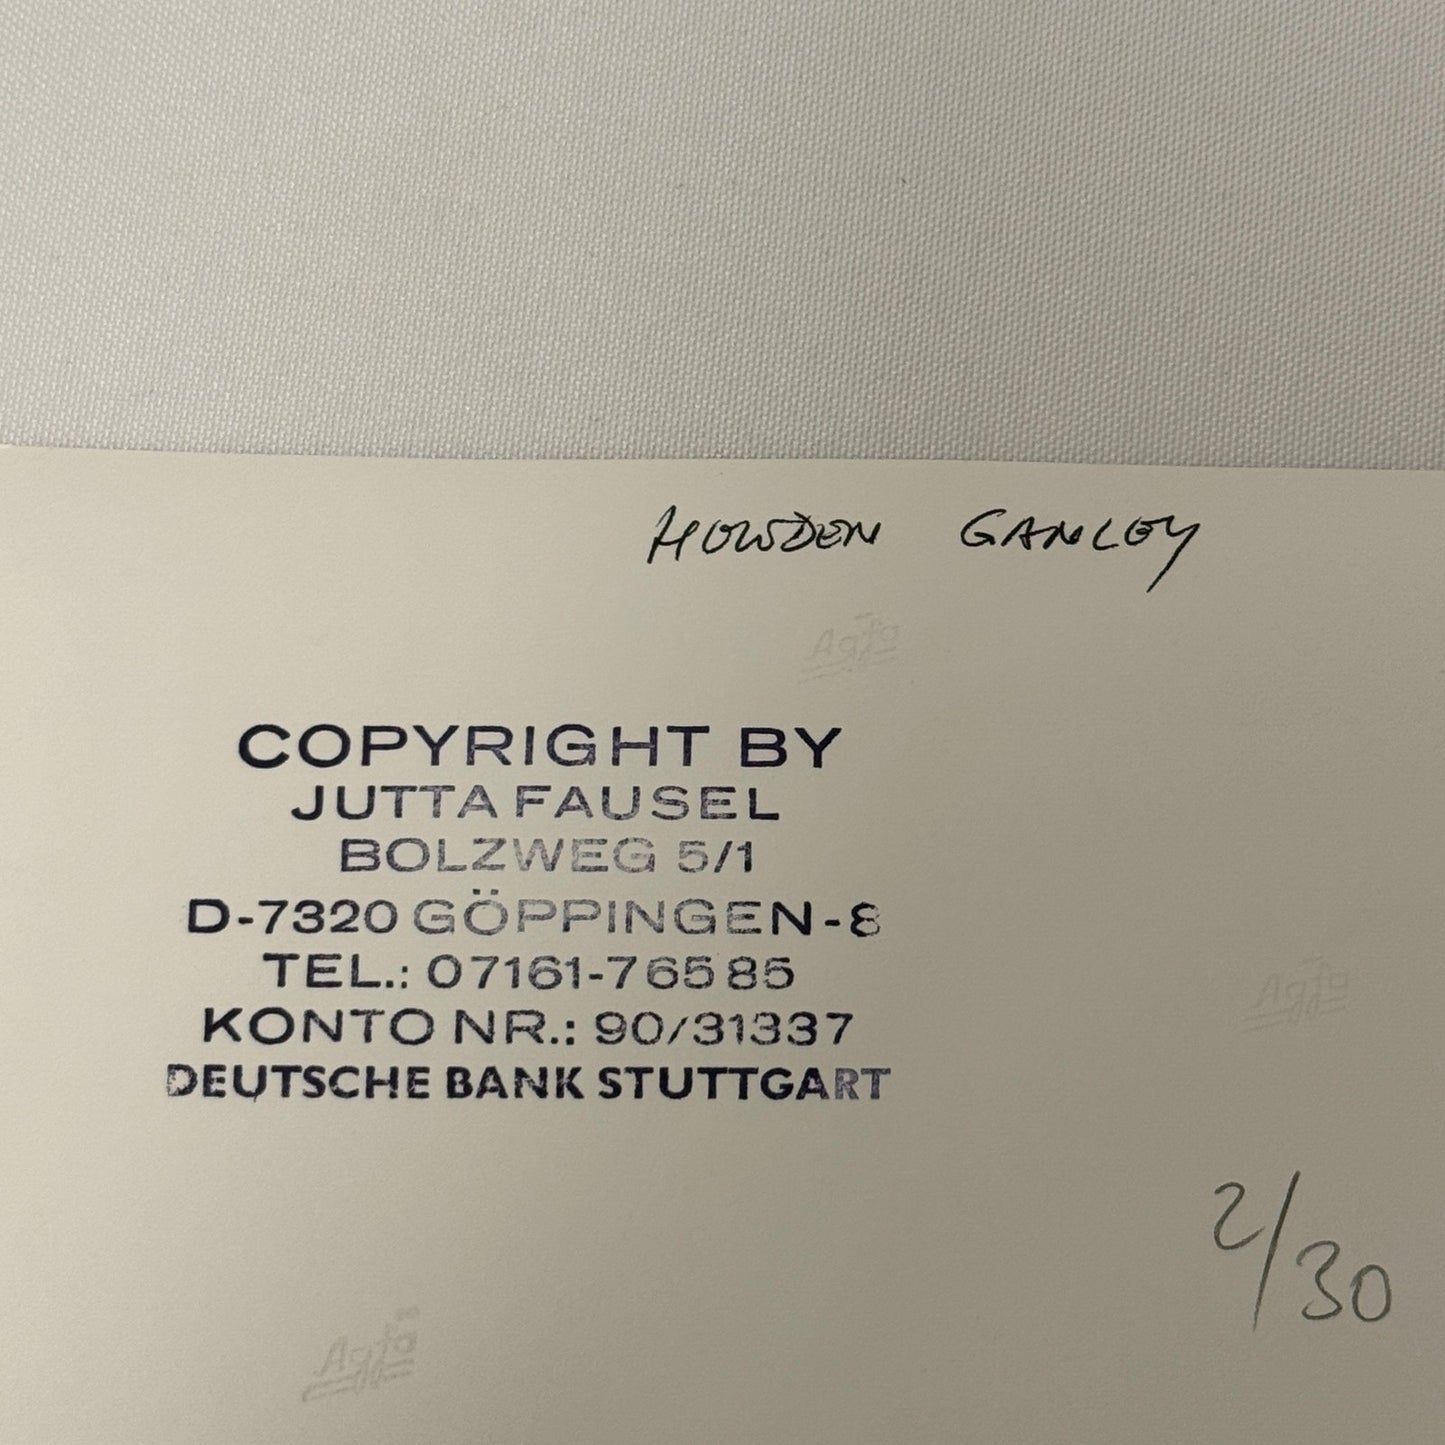 HOWDEN GANLEY
COPYRIGHT BY
JUTTA FAUSEL
BOLZWEG 5/1
D-7320 GÖPPINGEN-8
TEL.: 07161-76585
KONTO NR.: 90/31337
DEUTSCHE BANK STUTTGART
2/30